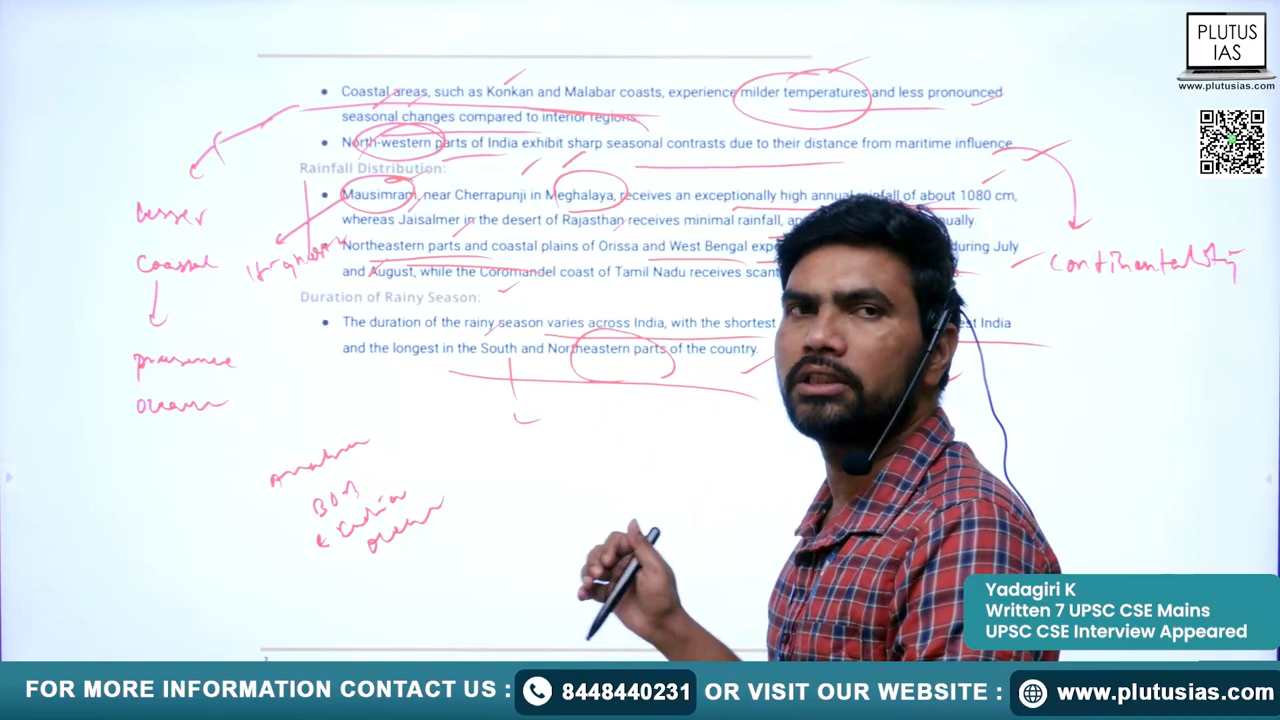 PLUTUS
IAS
www.plutusias.com
• Coastal areas, such as Konkan and Malabar coasts, experience milder temperatures and less pronounced
seasonal changes compared to interior regions.
• North-western parts of India exhibit sharp seasonal contrasts due to their distance from maritime influence
Rainfall Distribution:
• Mausimram, near Cherrapunji in Meghalaya, receives an exceptionally high annual rainfall of about 1080 cm,
whereas Jaisalmer in the desert of Rajasthan receives minimal rainfall,
Northeastern parts and coastal plains of Orissa and West Bengal during July
and August, while the Coromandel coast of Tamil Nadu receives
Duration of Rainy Season:
• The duration of the rainy season varies across India, with the shortest India
and the longest in the South and Northeastern parts of the country.
lesser
coastal
presence
ocean
continentality
BOB
Indian
ocean
Yadagiri K
Written 7 UPSC CSE Mains
UPSC CSE Interview Appeared
FOR MORE INFORMATION CONTACT US : 8448440231 OR VISIT OUR WEBSITE : www.plutusias.com